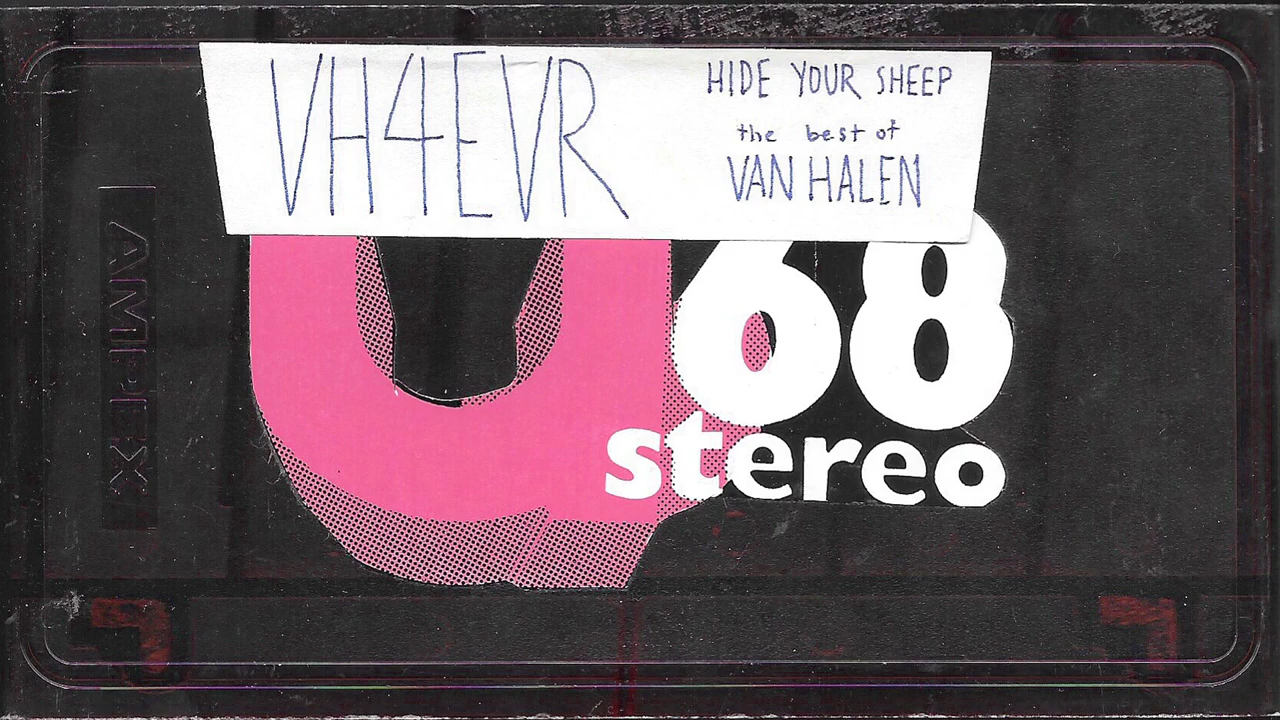 VH4EVR
HIDE YOUR SHEEP
the best of
VAN HALEN
68
stereo
AMPEX